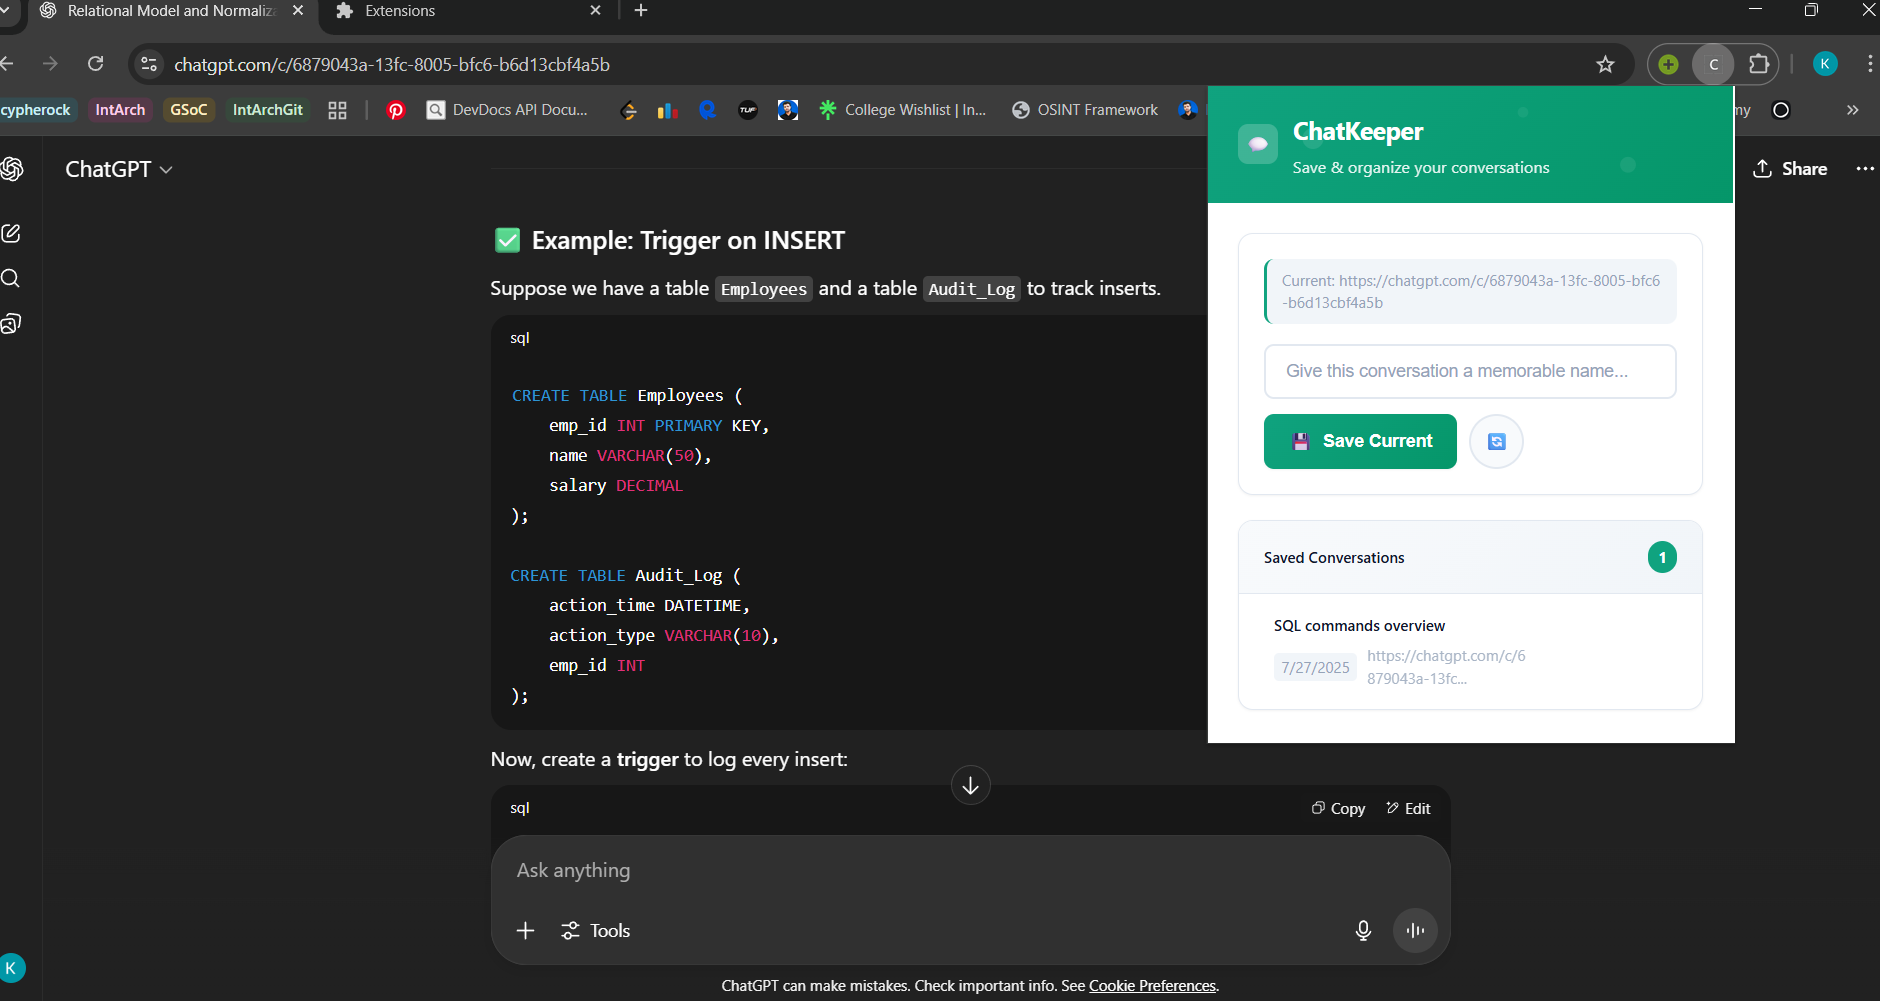 Relational Model and Normaliz
Extensions
chatgpt.com/c/6879043a-13fc-8005-bfc6-b6d13cbf4a5b
C
K
cypherock
IntArch
GSoC
IntArchGit
DevDocs API Docu...
TUF
College Wishlist | In...
OSINT Framework
my
»
ChatGPT
Share
Example: Trigger on INSERT
Suppose we have a table Employees and a table Audit_Log to track inserts.
sql
CREATE TABLE Employees (
emp_id INT PRIMARY KEY,
name VARCHAR(50),
salary DECIMAL
);
CREATE TABLE Audit_Log (
action_time DATETIME,
action_type VARCHAR(10),
emp_id INT
);
Now, create a trigger to log every insert:
sql
Copy
Edit
Ask anything
Tools
K
ChatGPT can make mistakes. Check important info. See Cookie Preferences.
ChatKeeper
Save & organize your conversations
Current: https://chatgpt.com/c/6879043a-13fc-8005-bfc6
-b6d13cbf4a5b
Give this conversation a memorable name...
Save Current
Saved Conversations
1
SQL commands overview
7/27/2025
https://chatgpt.com/c/6
879043a-13fc...